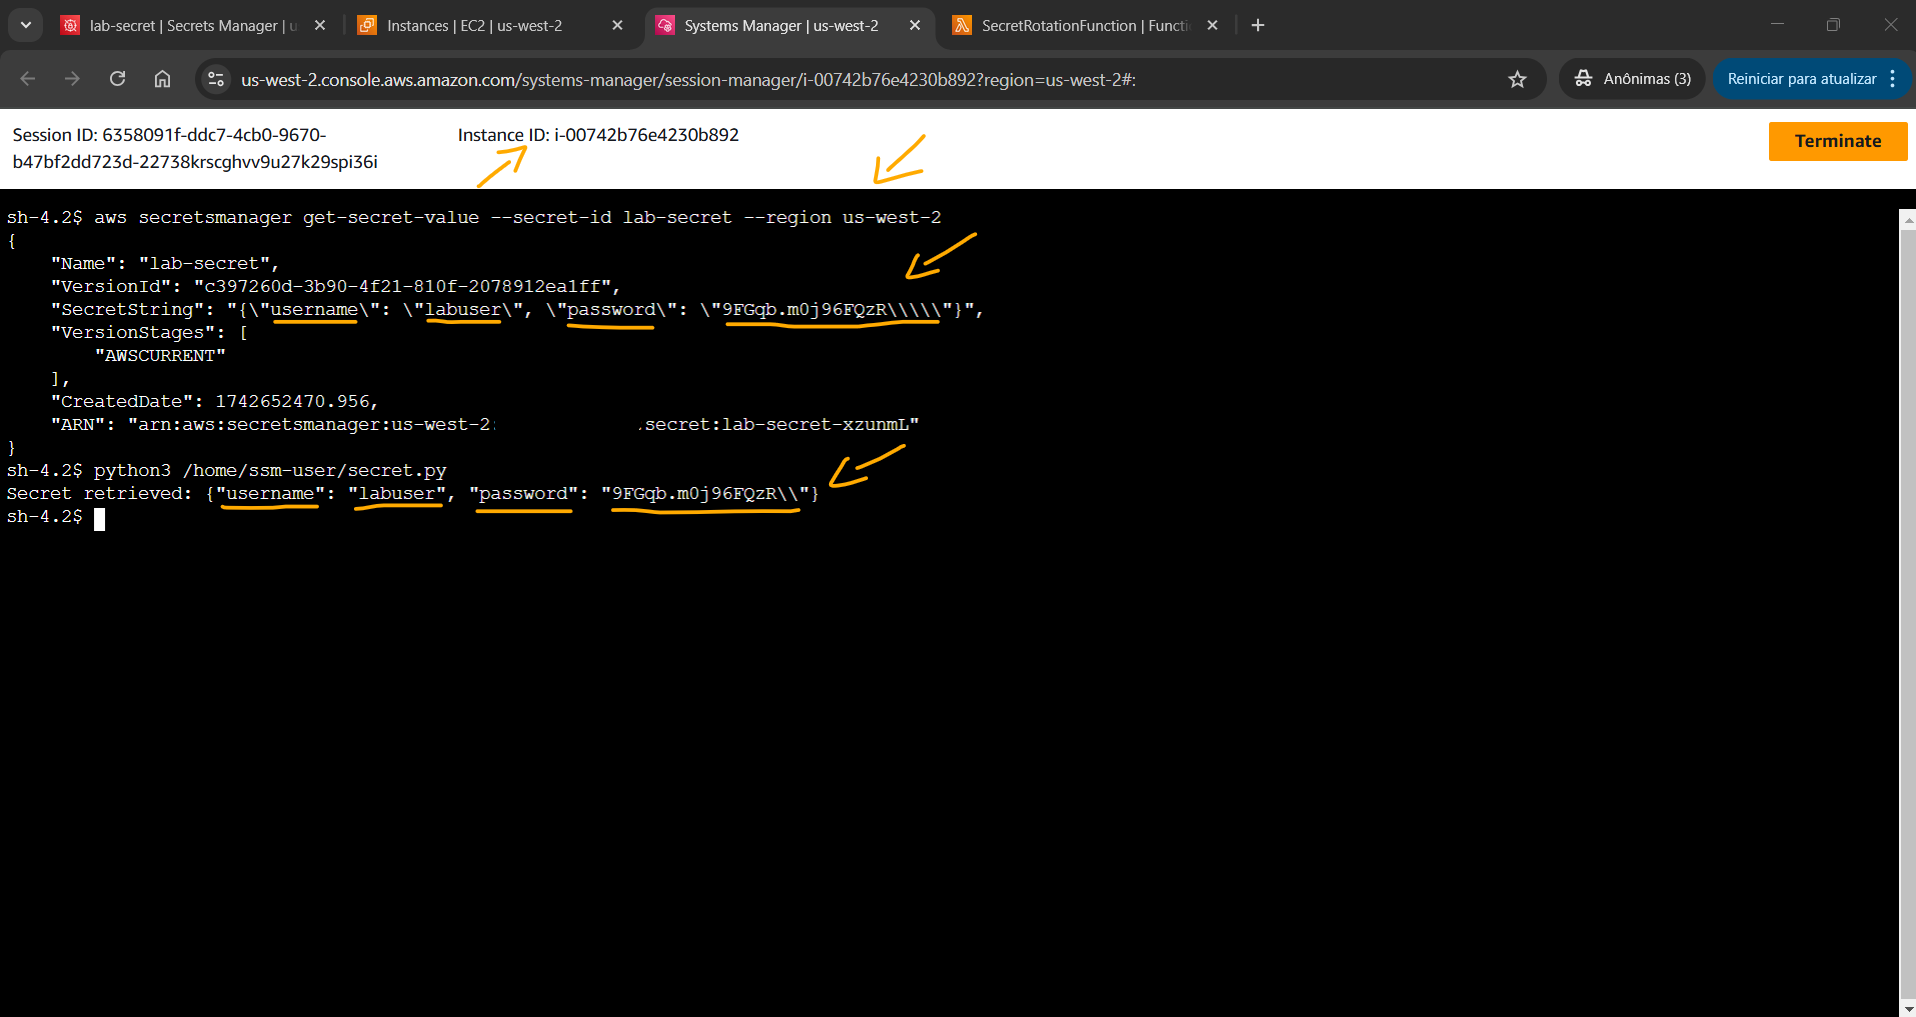 lab-secret | Secrets Manager | u
Instances | EC2 | us-west-2
Systems Manager | us-west-2
SecretRotationFunction | Functi
us-west-2.console.aws.amazon.com/systems-manager/session-manager/i-00742b76e4230b892?region=us-west-2#:
Anônimas (3)
Reiniciar para atualizar
Session ID: 6358091f-ddc7-4cb0-9670-
b47bf2dd723d-22738krscghvv9u27k29spi36i
Instance ID: i-00742b76e4230b892
Terminate
sh-4.2$ aws secretsmanager get-secret-value --secret-id lab-secret --region us-west-2
{
    "Name": "lab-secret",
    "VersionId": "c397260d-3b90-4f21-810f-2078912ea1ff",
    "SecretString": "{\"username\": \"labuser\", \"password\": \"9FGqb.m0j96FQzR\\\\\"}",
    "VersionStages": [
        "AWSCURRENT"
    ],
    "CreatedDate": 1742652470.956,
    "ARN": "arn:aws:secretsmanager:us-west-2: :secret:lab-secret-xzunmL"
}
sh-4.2$ python3 /home/ssm-user/secret.py
Secret retrieved: {"username": "labuser", "password": "9FGqb.m0j96FQzR\\"}
sh-4.2$